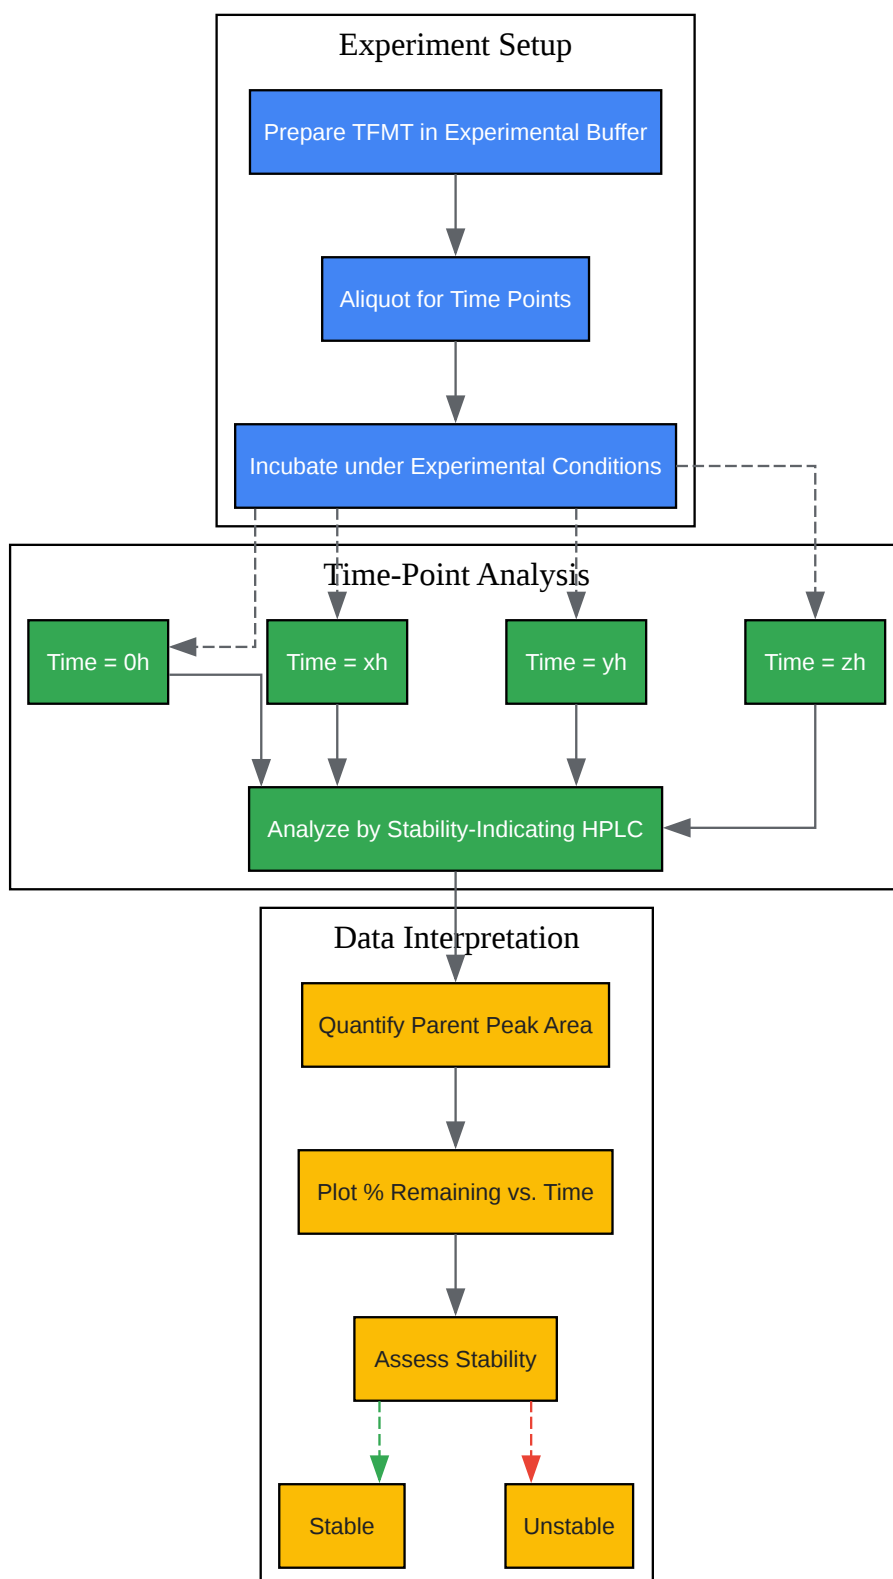 Experiment Setup
Prepare TFMT in Experimental Buffer
Aliquot for Time Points
Incubate under Experimental Conditions
Time-Point Analysis
Time = 0h
Time = xh
Time = yh
Time = zh
Analyze by Stability-Indicating HPLC
Data Interpretation
Quantify Parent Peak Area
Plot % Remaining vs. Time
Assess Stability
Stable
Unstable